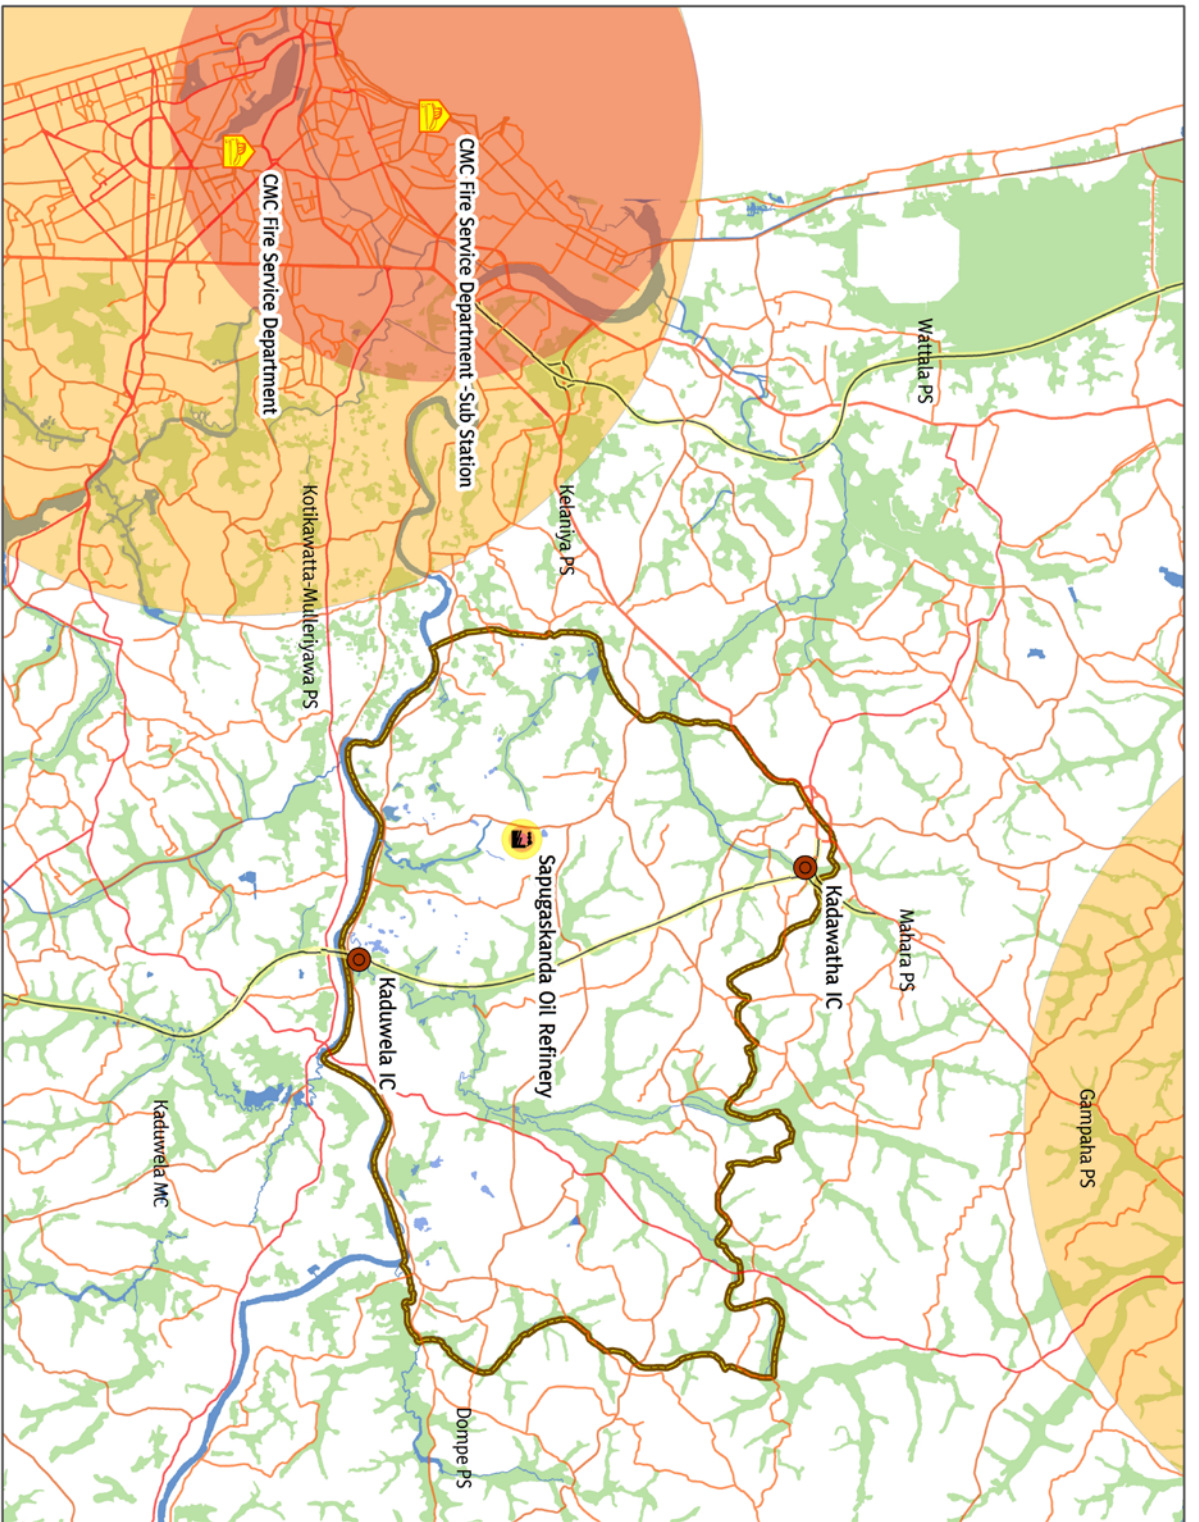 Wattala PS
CMC Fire Service Department -Sub Station
CMC Fire Service Department
Kelaniya PS
Kotikawatta-Mulleriyawa PS
Mahara PS
Kadawatha IC
Sapugaskanda Oil Refinery
Kaduwela IC
Gampaha PS
Kaduwela MC
Dompe PS